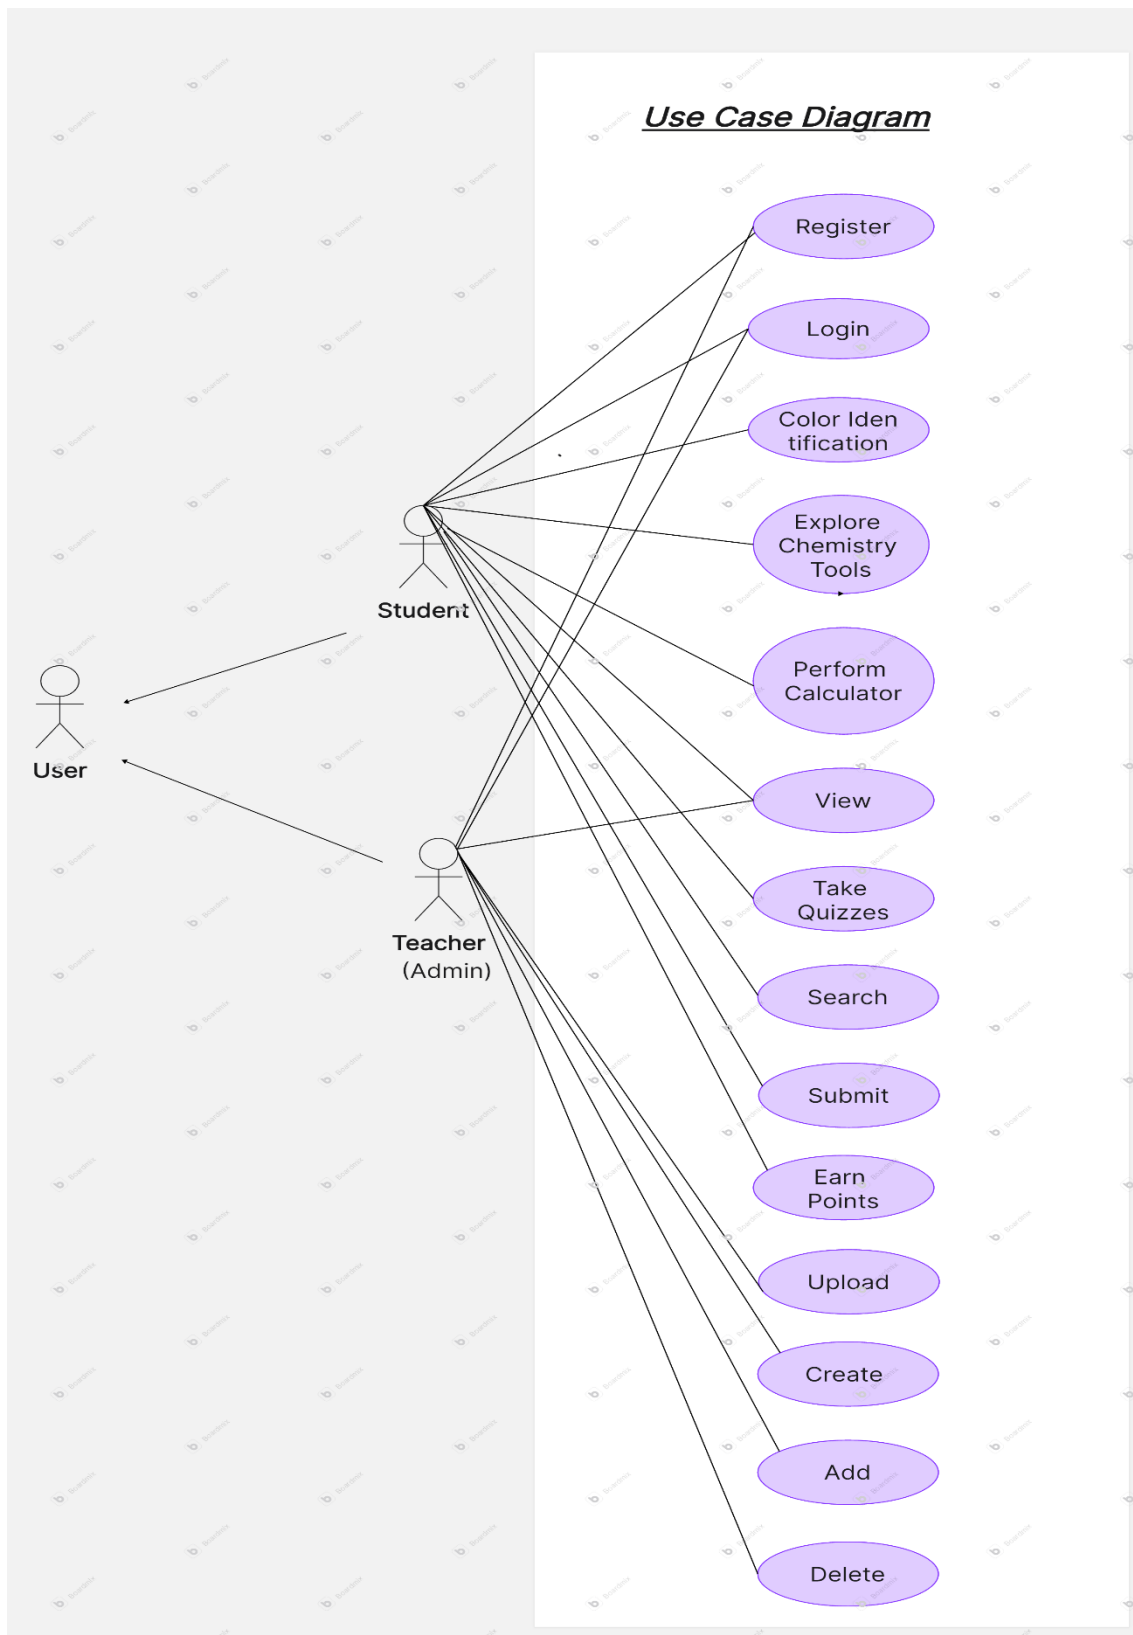 Use Case Diagram
Register
Login
Color Iden
tification
Explore
Chemistry
Tools
Student
Perform
Calculator
User
View
Take
Quizzes
Teacher
(Admin)
Search
Submit
Earn
Points
Upload
Create
Add
Delete
Boardmix